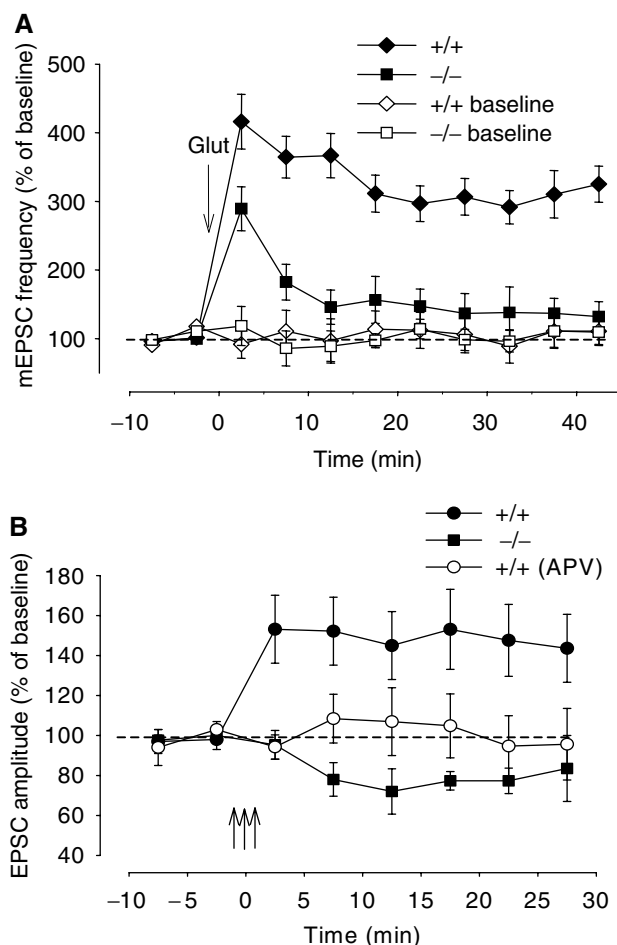 A
+/+
−/−
+/+ baseline
−/− baseline
Glut
mEPSC frequency (% of baseline)
500
400
300
200
100
−10 0 10 20 30 40
Time (min)
B
+/+
−/−
+/+ (APV)
EPSC amplitude (% of baseline)
180
160
140
120
100
80
60
40
−10 −5 0 5 10 15 20 25 30
Time (min)